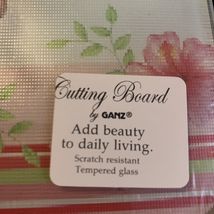 Cutting Board
by GANZ®
Add beauty
to daily living.
Scratch resistant
Tempered glass